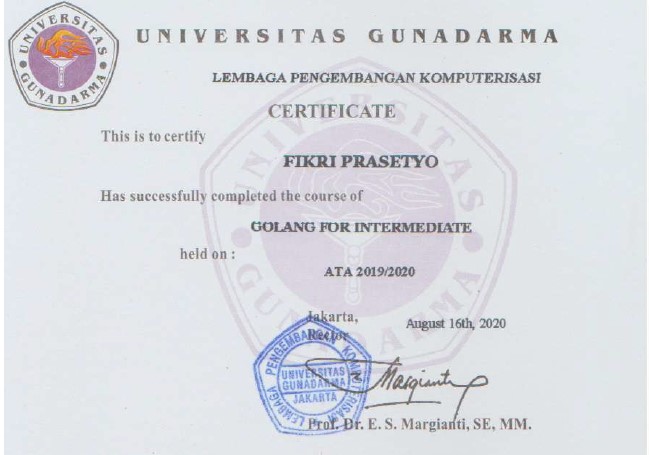 UNIVERSITAS GUNADARMA
UNIVERSITAS GUNADARMA
LEMBAGA PENGEMBANGAN KOMPUTERISASI
CERTIFICATE
This is to certify
FIKRI PRASETYO
Has successfully completed the course of
GOLANG FOR INTERMEDIATE
held on :
ATA 2019/2020
UNIVERSITAS GUNADARMA
Jakarta,
August 16th, 2020
Rector
LEMBAGA PENGEMBANGAN KOMPUTERISASI
UNIVERSITAS
GUNADARMA
JAKARTA
Margianti
Prof. Dr. E. S. Margianti, SE, MM.